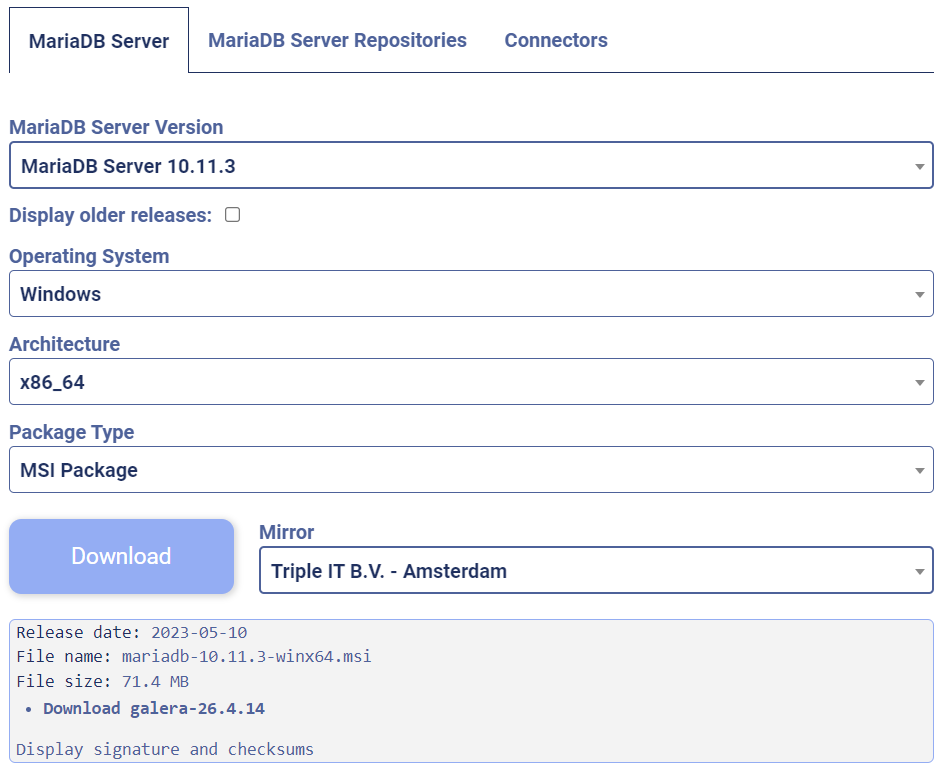 MariaDB Server MariaDB Server Repositories Connectors
MariaDB Server Version
MariaDB Server 10.11.3
Display older releases:
Operating System
Windows
Architecture
x86_64
Package Type
MSI Package
Download
Mirror
Triple IT B.V. - Amsterdam
Release date: 2023-05-10
File name: mariadb-10.11.3-winx64.msi
File size: 71.4 MB
• Download galera-26.4.14
Display signature and checksums